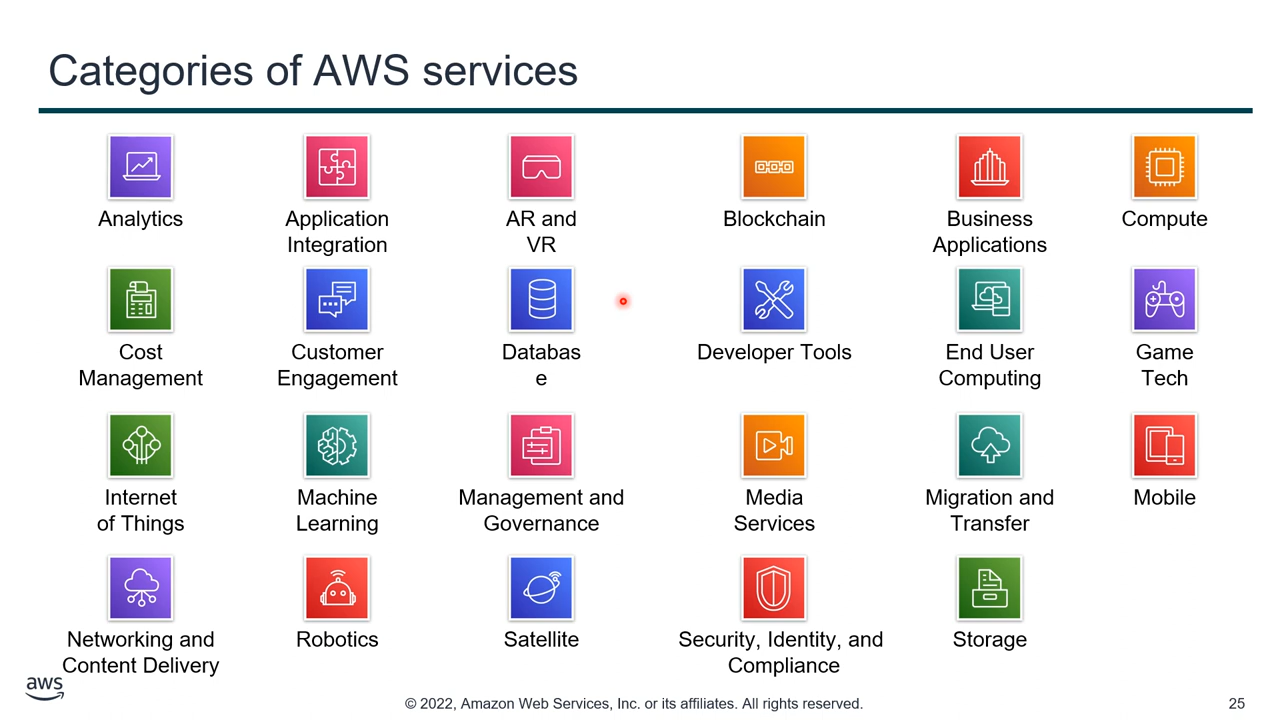 Categories of AWS services
Analytics
Application
Integration
AR and
VR
Blockchain
Business
Applications
Compute
Cost
Management
Customer
Engagement
Databas
e
Developer Tools
End User
Computing
Game
Tech
Internet
of Things
Machine
Learning
Management and
Governance
Media
Services
Migration and
Transfer
Mobile
Networking and
Content Delivery
Robotics
Satellite
Security, Identity, and
Compliance
Storage
aws
© 2022, Amazon Web Services, Inc. or its affiliates. All rights reserved.
25